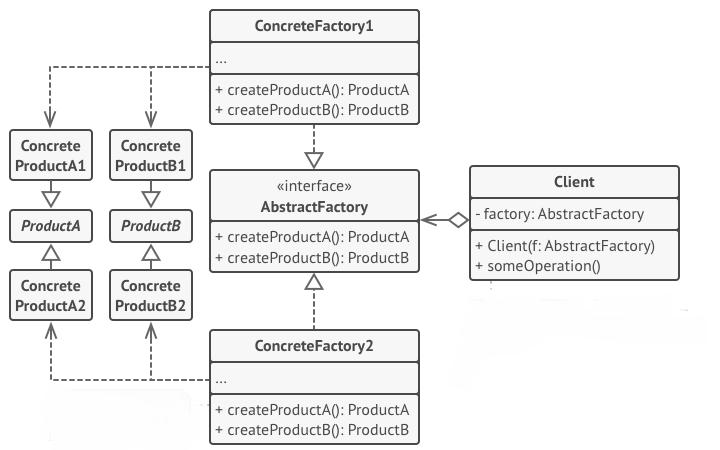 ConcreteFactory1
...
+ createProductA(): ProductA
+ createProductB(): ProductB
Concrete
ProductA1
Concrete
ProductB1
ProductA
ProductB
Concrete
ProductA2
Concrete
ProductB2
«interface»
AbstractFactory
+ createProductA(): ProductA
+ createProductB(): ProductB
Client
- factory: AbstractFactory
+ Client(f: AbstractFactory)
+ someOperation()
ConcreteFactory2
...
+ createProductA(): ProductA
+ createProductB(): ProductB